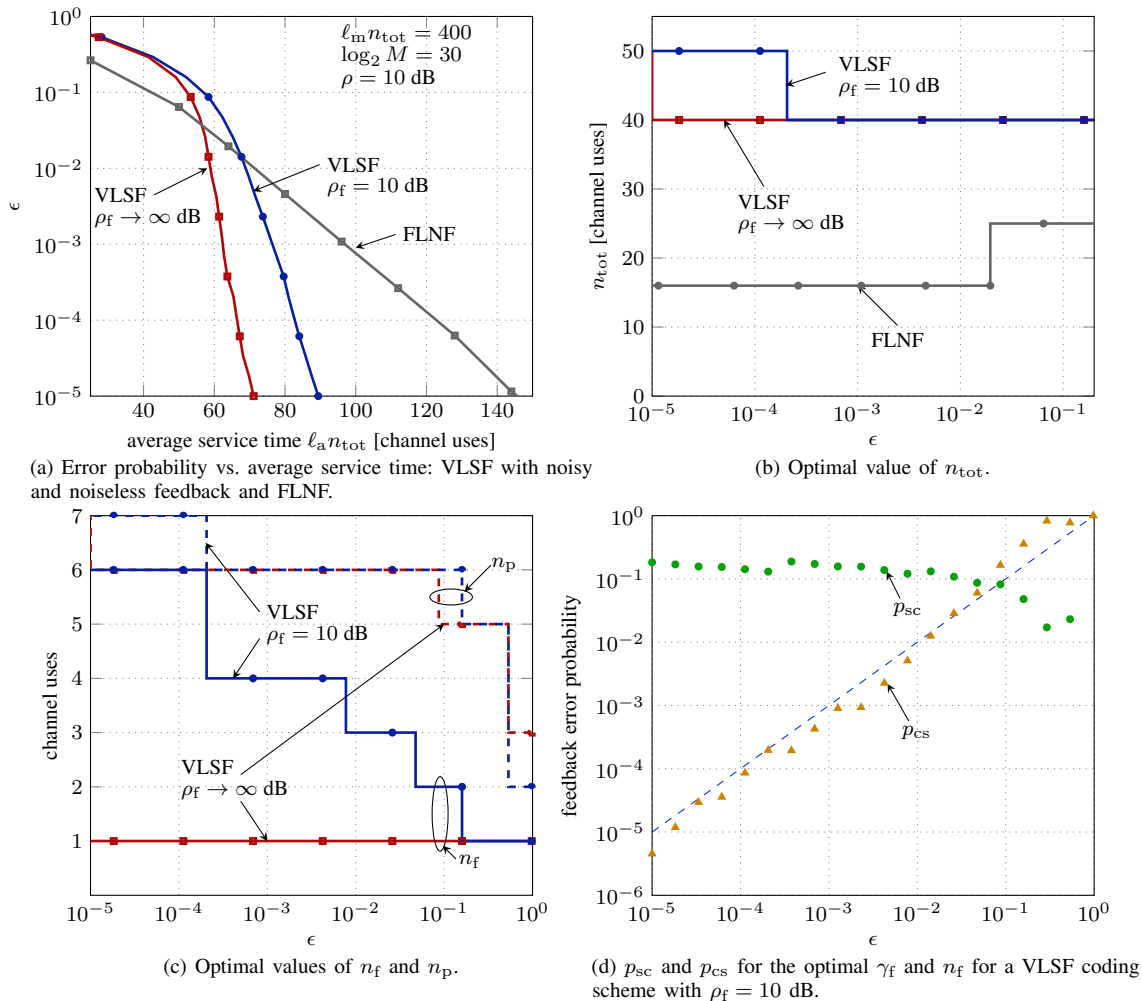 10^0
10^-1
10^-2
10^-3
10^-4
10^-5
ϵ
ℓ_m n_tot = 400
log_2 M = 30
ρ = 10 dB
VLSF
ρ_f → ∞ dB
VLSF
ρ_f = 10 dB
FLNF
40 60 80 100 120 140
average service time ℓ_a n_tot [channel uses]
(a) Error probability vs. average service time: VLSF with noisy
and noiseless feedback and FLNF.
60
50
40
30
20
10
0
n_tot [channel uses]
VLSF
ρ_f = 10 dB
VLSF
ρ_f → ∞ dB
FLNF
10^-5 10^-4 10^-3 10^-2 10^-1
ϵ
(b) Optimal value of n_tot.
7
6
5
4
3
2
1
channel uses
n_p
VLSF
ρ_f = 10 dB
VLSF
ρ_f → ∞ dB
n_f
10^-5 10^-4 10^-3 10^-2 10^-1 10^0
ϵ
(c) Optimal values of n_f and n_p.
10^0
10^-1
10^-2
10^-3
10^-4
10^-5
10^-6
feedback error probability
p_sc
p_cs
10^-5 10^-4 10^-3 10^-2 10^-1 10^0
ϵ
(d) p_sc and p_cs for the optimal γ_f and n_f for a VLSF coding
scheme with ρ_f = 10 dB.